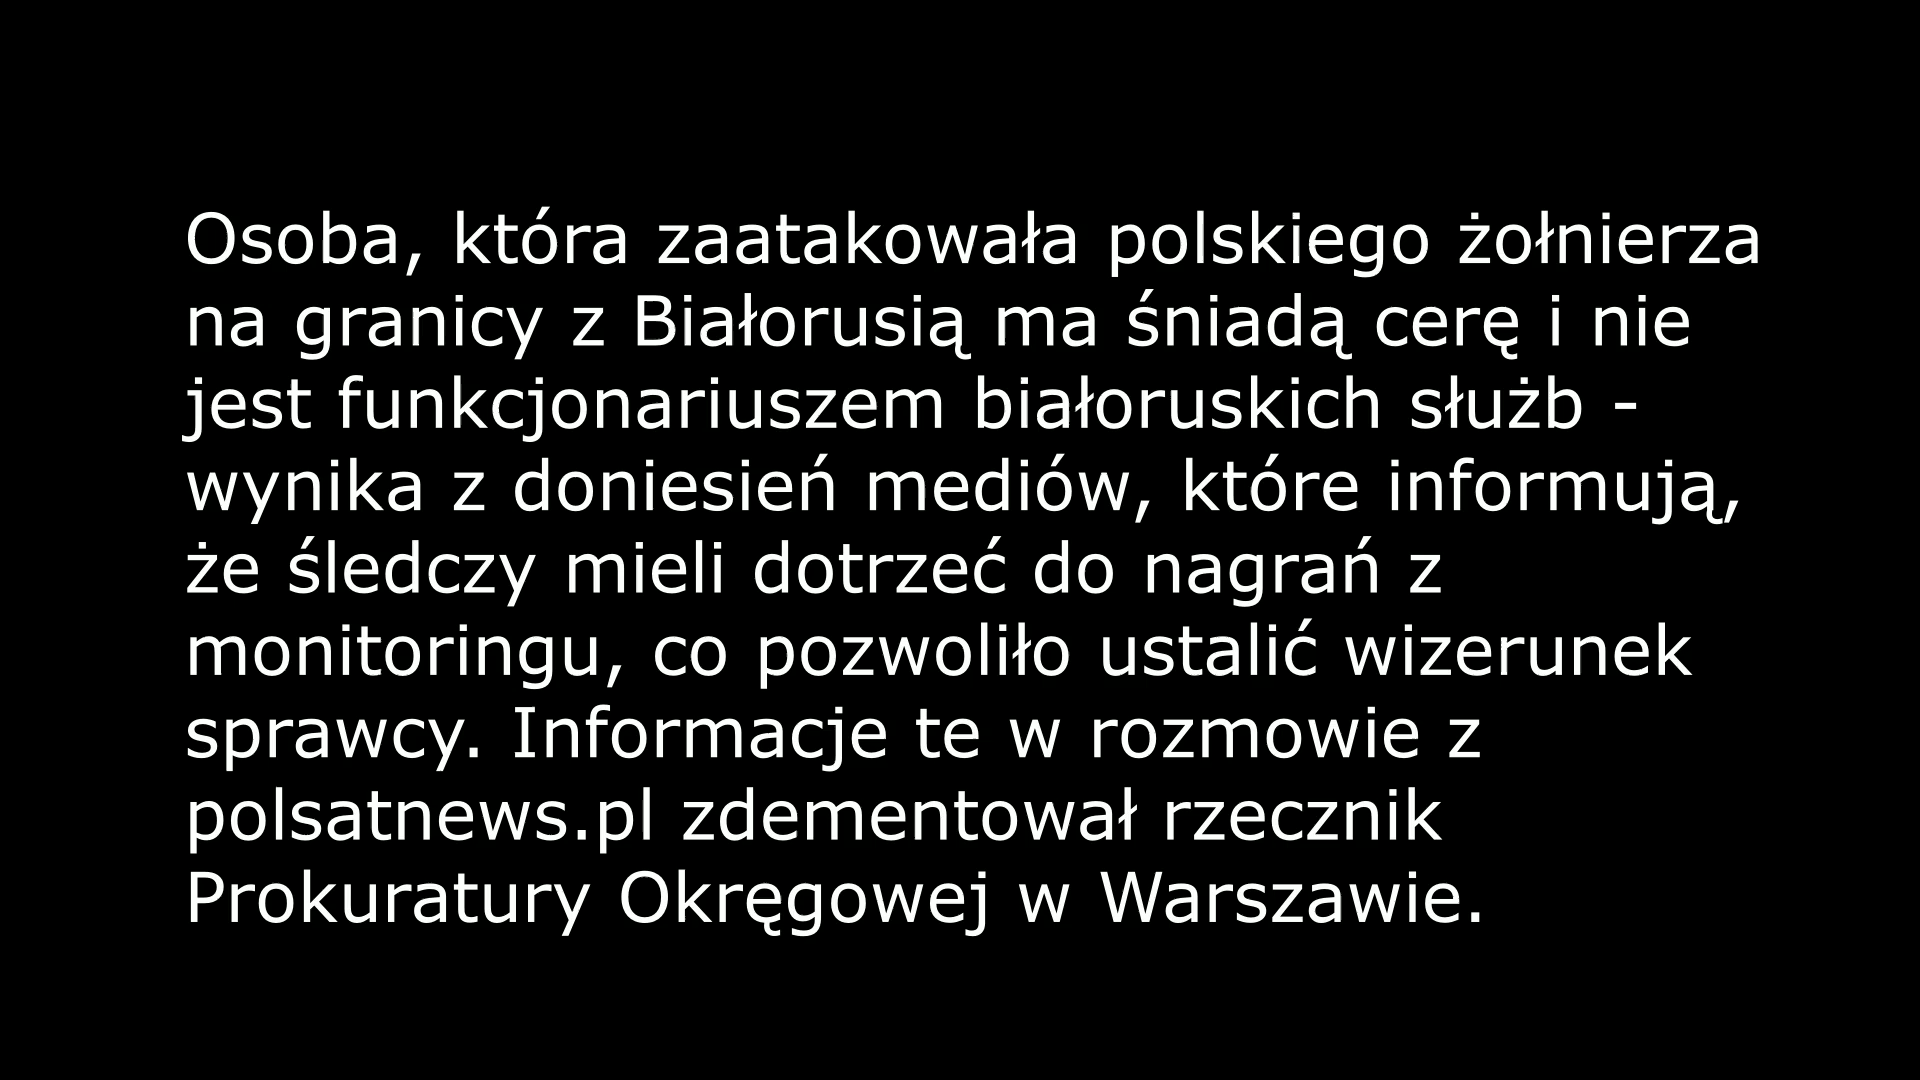 Osoba, która zaatakowała polskiego żołnierza
na granicy z Białorusią ma śniadą cerę i nie
jest funkcjonariuszem białoruskich służb -
wynika z doniesień mediów, które informują,
że śledczy mieli dotrzeć do nagrań z
monitoringu, co pozwoliło ustalić wizerunek
sprawcy. Informacje te w rozmowie z
polsatnews.pl zdementował rzecznik
Prokuratury Okręgowej w Warszawie.